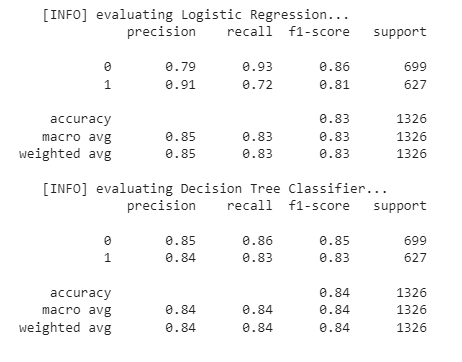 [INFO] evaluating Logistic Regression...
precision recall f1-score support
0 0.79 0.93 0.86 699
1 0.91 0.72 0.81 627
accuracy 0.83 1326
macro avg 0.85 0.83 0.83 1326
weighted avg 0.85 0.83 0.83 1326
[INFO] evaluating Decision Tree Classifier...
precision recall f1-score support
0 0.85 0.86 0.85 699
1 0.84 0.83 0.83 627
accuracy 0.84 1326
macro avg 0.84 0.84 0.84 1326
weighted avg 0.84 0.84 0.84 1326